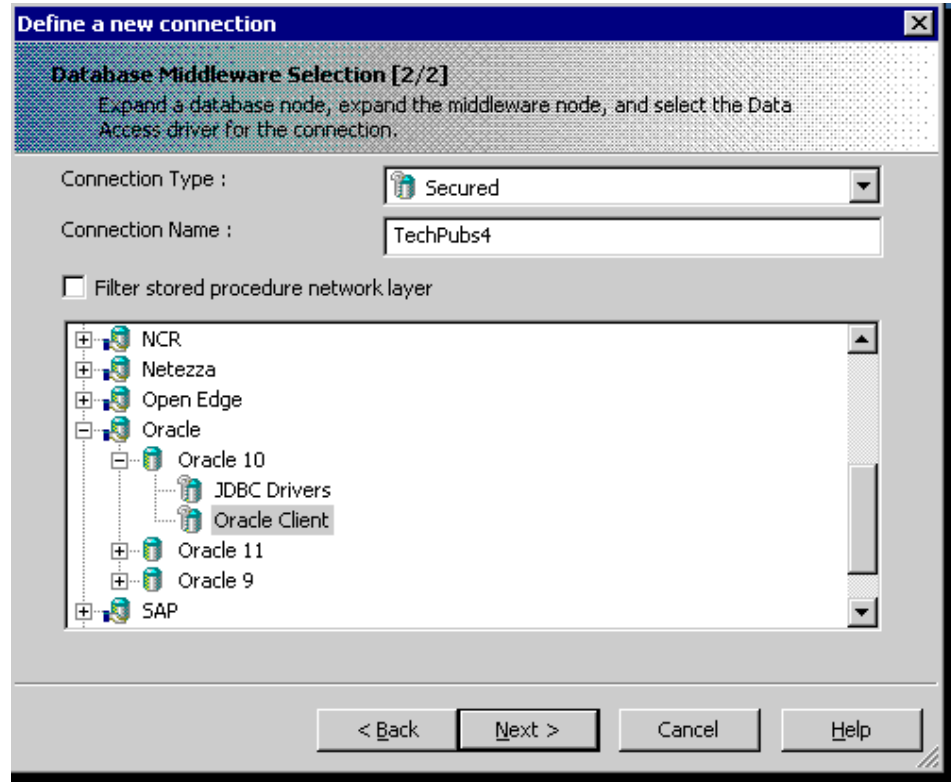 Define a new connection
Database Middleware Selection [2/2]
Expand a database node, expand the middleware node, and select the Data
Access driver for the connection.
Connection Type :
Secured
Connection Name :
TechPubs4
Filter stored procedure network layer
NCR
Netezza
Open Edge
Oracle
Oracle 10
JDBC Drivers
Oracle Client
Oracle 11
Oracle 9
SAP
< Back
Next >
Cancel
Help